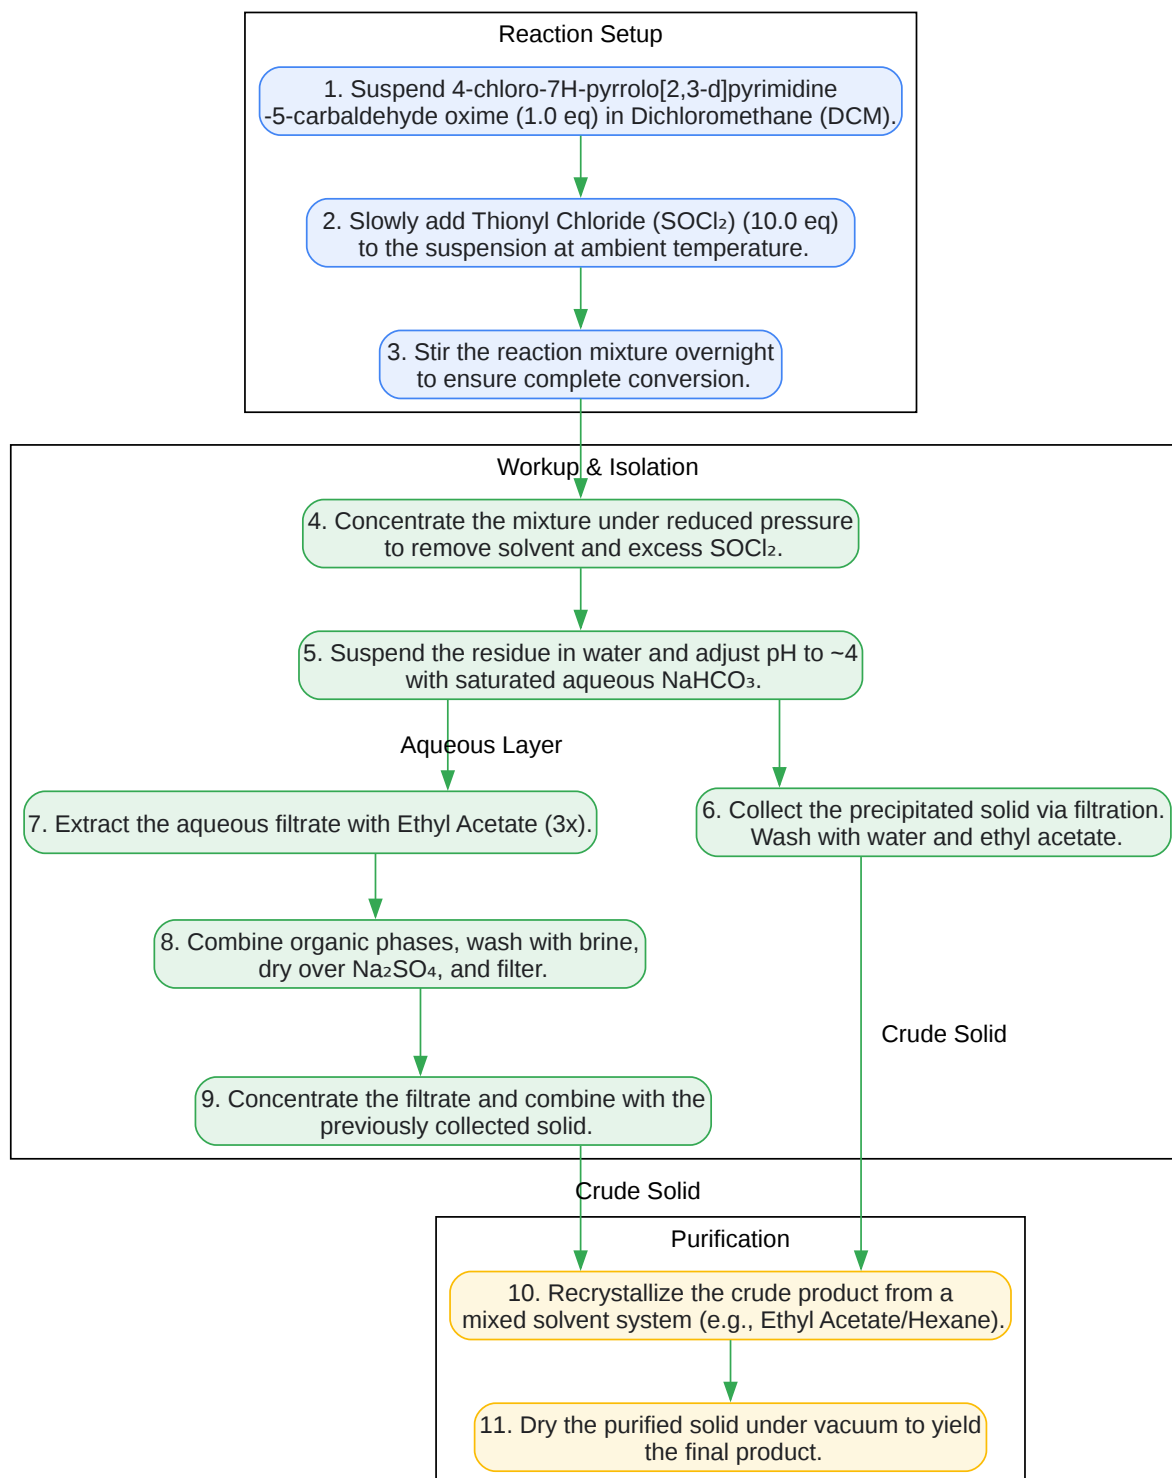 Reaction Setup
1. Suspend 4-chloro-7H-pyrrolo[2,3-d]pyrimidine
-5-carbaldehyde oxime (1.0 eq) in Dichloromethane (DCM).
2. Slowly add Thionyl Chloride (SOCl₂) (10.0 eq)
to the suspension at ambient temperature.
3. Stir the reaction mixture overnight
to ensure complete conversion.
Workup & Isolation
4. Concentrate the mixture under reduced pressure
to remove solvent and excess SOCl₂.
5. Suspend the residue in water and adjust pH to ~4
with saturated aqueous NaHCO₃.
Aqueous Layer
7. Extract the aqueous filtrate with Ethyl Acetate (3x).
6. Collect the precipitated solid via filtration.
Wash with water and ethyl acetate.
8. Combine organic phases, wash with brine,
dry over Na₂SO₄, and filter.
Crude Solid
9. Concentrate the filtrate and combine with the
previously collected solid.
Crude Solid
Purification
10. Recrystallize the crude product from a
mixed solvent system (e.g., Ethyl Acetate/Hexane).
11. Dry the purified solid under vacuum to yield
the final product.